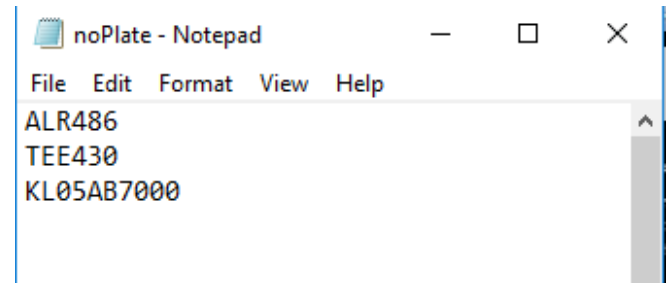 noPlate - Notepad
File Edit Format View Help
ALR486
TEE430
KL05AB7000